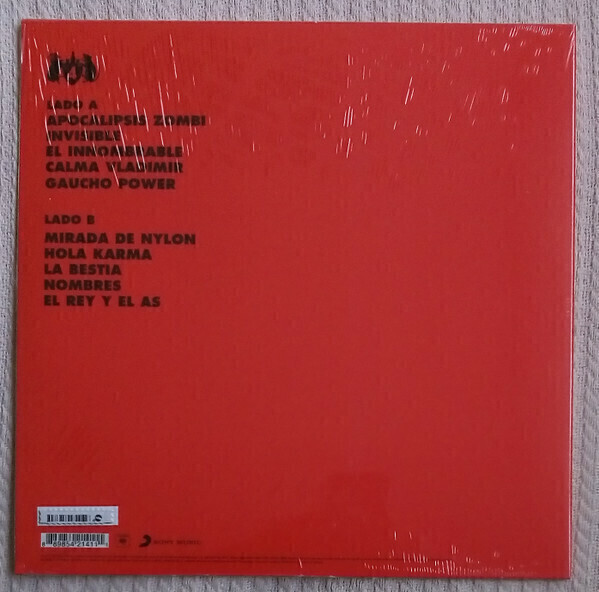 LADO A
APOCALIPSIS ZOMBI
INVISIBLE
EL INNOMBRABLE
CALMA VLADIMIR
GAUCHO POWER
LADO B
MIRADA DE NYLON
HOLA KARMA
LA BESTIA
NOMBRES
EL REY Y EL AS